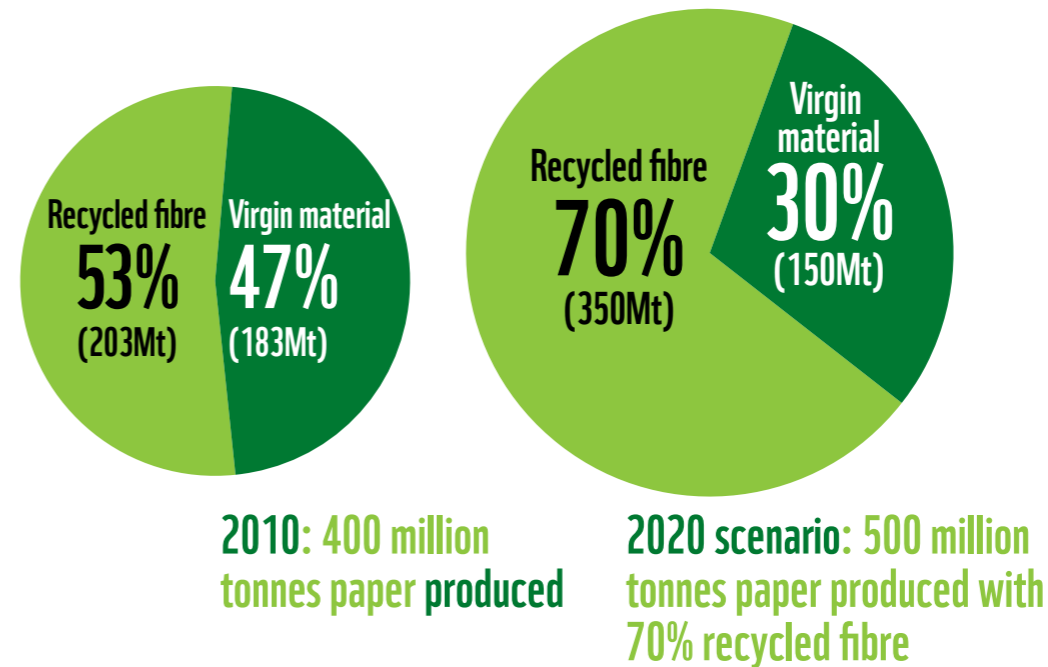 Recycled fibre
53%
(203Mt)
Virgin material
47%
(183Mt)
Recycled fibre
70%
(350Mt)
Virgin
material
30%
(150Mt)
2010: 400 million
tonnes paper produced
2020 scenario: 500 million
tonnes paper produced with
70% recycled fibre